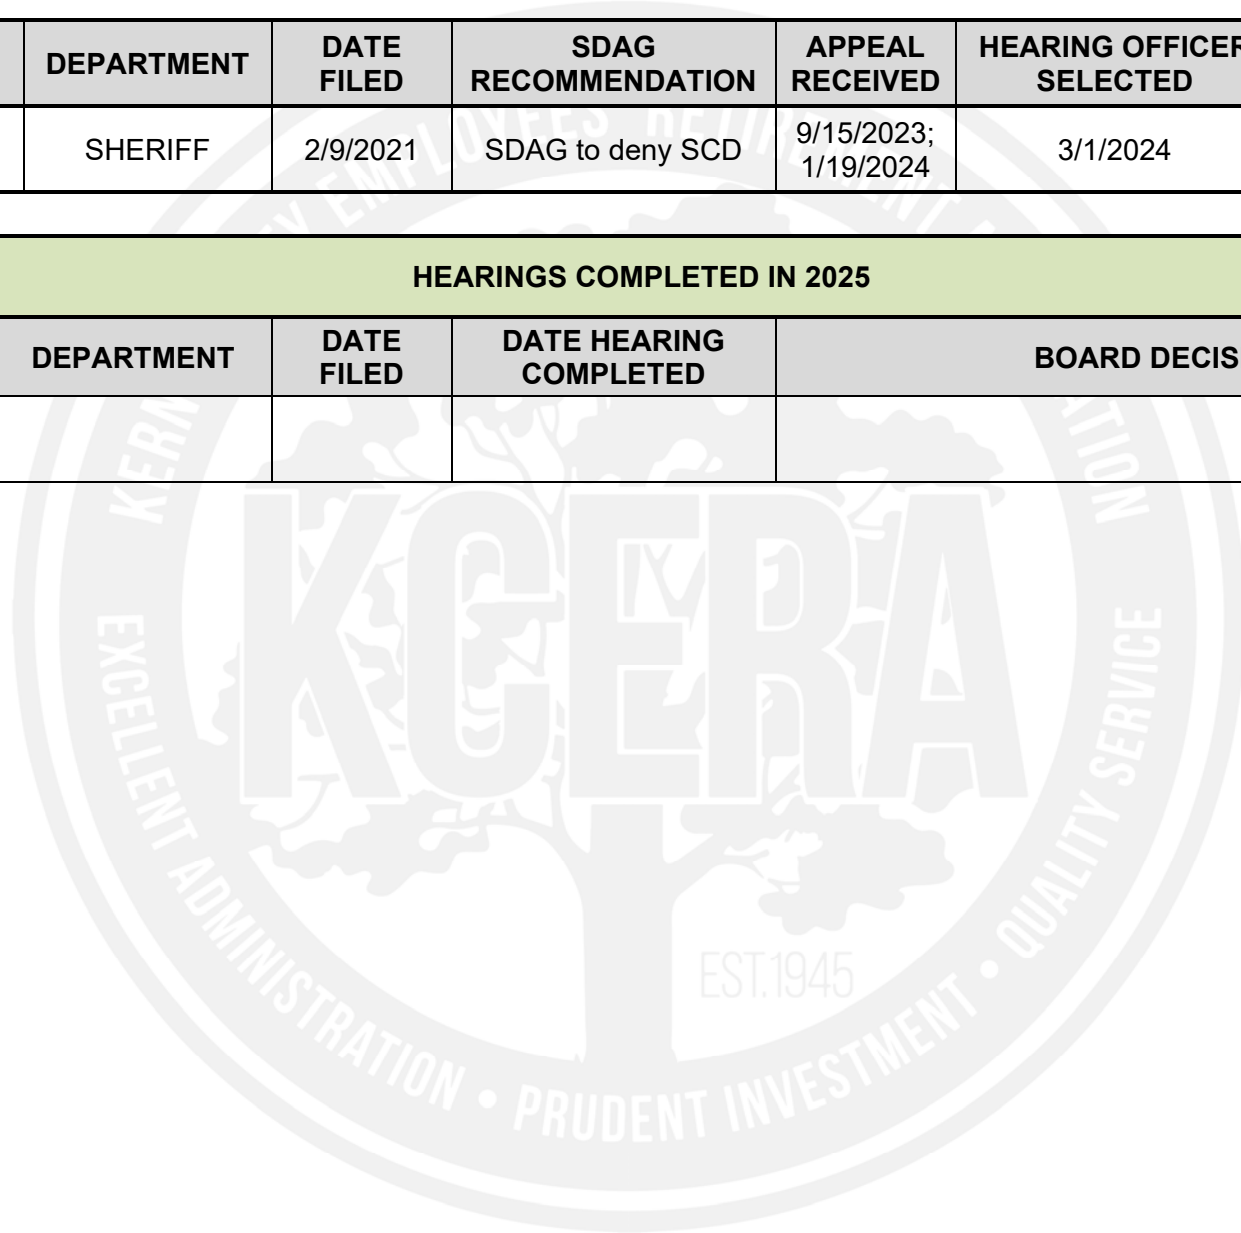 DEPARTMENT
DATE
FILED
SDAG
RECOMMENDATION
APPEAL
RECEIVED
HEARING OFFICER
SELECTED
SHERIFF
2/9/2021
SDAG to deny SCD
9/15/2023;
1/19/2024
3/1/2024
HEARINGS COMPLETED IN 2025
DEPARTMENT
DATE
FILED
DATE HEARING
COMPLETED
BOARD DECIS
KCERA
EST.1945
EXCELLENT ADMINISTRATION • PRUDENT INVESTMENT • QUALITY SERVICE